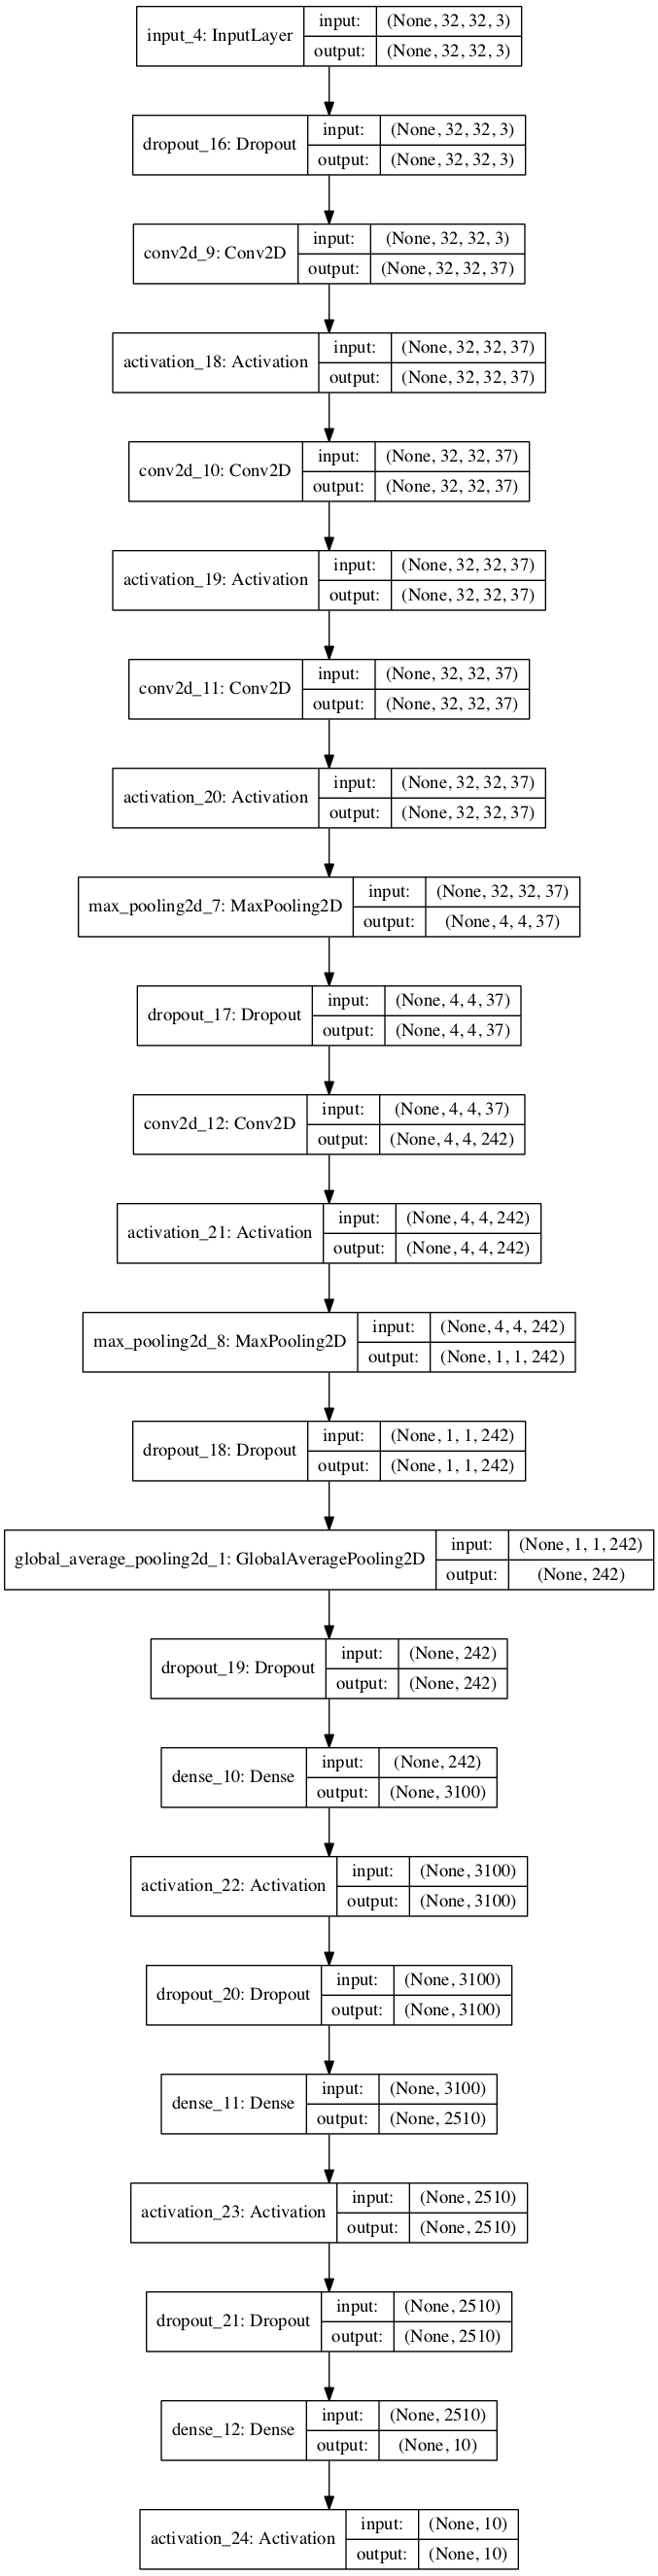 input_4: InputLayer
input: (None, 32, 32, 3)
output: (None, 32, 32, 3)
dropout_16: Dropout
input: (None, 32, 32, 3)
output: (None, 32, 32, 3)
conv2d_9: Conv2D
input: (None, 32, 32, 3)
output: (None, 32, 32, 37)
activation_18: Activation
input: (None, 32, 32, 37)
output: (None, 32, 32, 37)
conv2d_10: Conv2D
input: (None, 32, 32, 37)
output: (None, 32, 32, 37)
activation_19: Activation
input: (None, 32, 32, 37)
output: (None, 32, 32, 37)
conv2d_11: Conv2D
input: (None, 32, 32, 37)
output: (None, 32, 32, 37)
activation_20: Activation
input: (None, 32, 32, 37)
output: (None, 32, 32, 37)
max_pooling2d_7: MaxPooling2D
input: (None, 32, 32, 37)
output: (None, 4, 4, 37)
dropout_17: Dropout
input: (None, 4, 4, 37)
output: (None, 4, 4, 37)
conv2d_12: Conv2D
input: (None, 4, 4, 37)
output: (None, 4, 4, 242)
activation_21: Activation
input: (None, 4, 4, 242)
output: (None, 4, 4, 242)
max_pooling2d_8: MaxPooling2D
input: (None, 4, 4, 242)
output: (None, 1, 1, 242)
dropout_18: Dropout
input: (None, 1, 1, 242)
output: (None, 1, 1, 242)
global_average_pooling2d_1: GlobalAveragePooling2D
input: (None, 1, 1, 242)
output: (None, 242)
dropout_19: Dropout
input: (None, 242)
output: (None, 242)
dense_10: Dense
input: (None, 242)
output: (None, 3100)
activation_22: Activation
input: (None, 3100)
output: (None, 3100)
dropout_20: Dropout
input: (None, 3100)
output: (None, 3100)
dense_11: Dense
input: (None, 3100)
output: (None, 2510)
activation_23: Activation
input: (None, 2510)
output: (None, 2510)
dropout_21: Dropout
input: (None, 2510)
output: (None, 2510)
dense_12: Dense
input: (None, 2510)
output: (None, 10)
activation_24: Activation
input: (None, 10)
output: (None, 10)